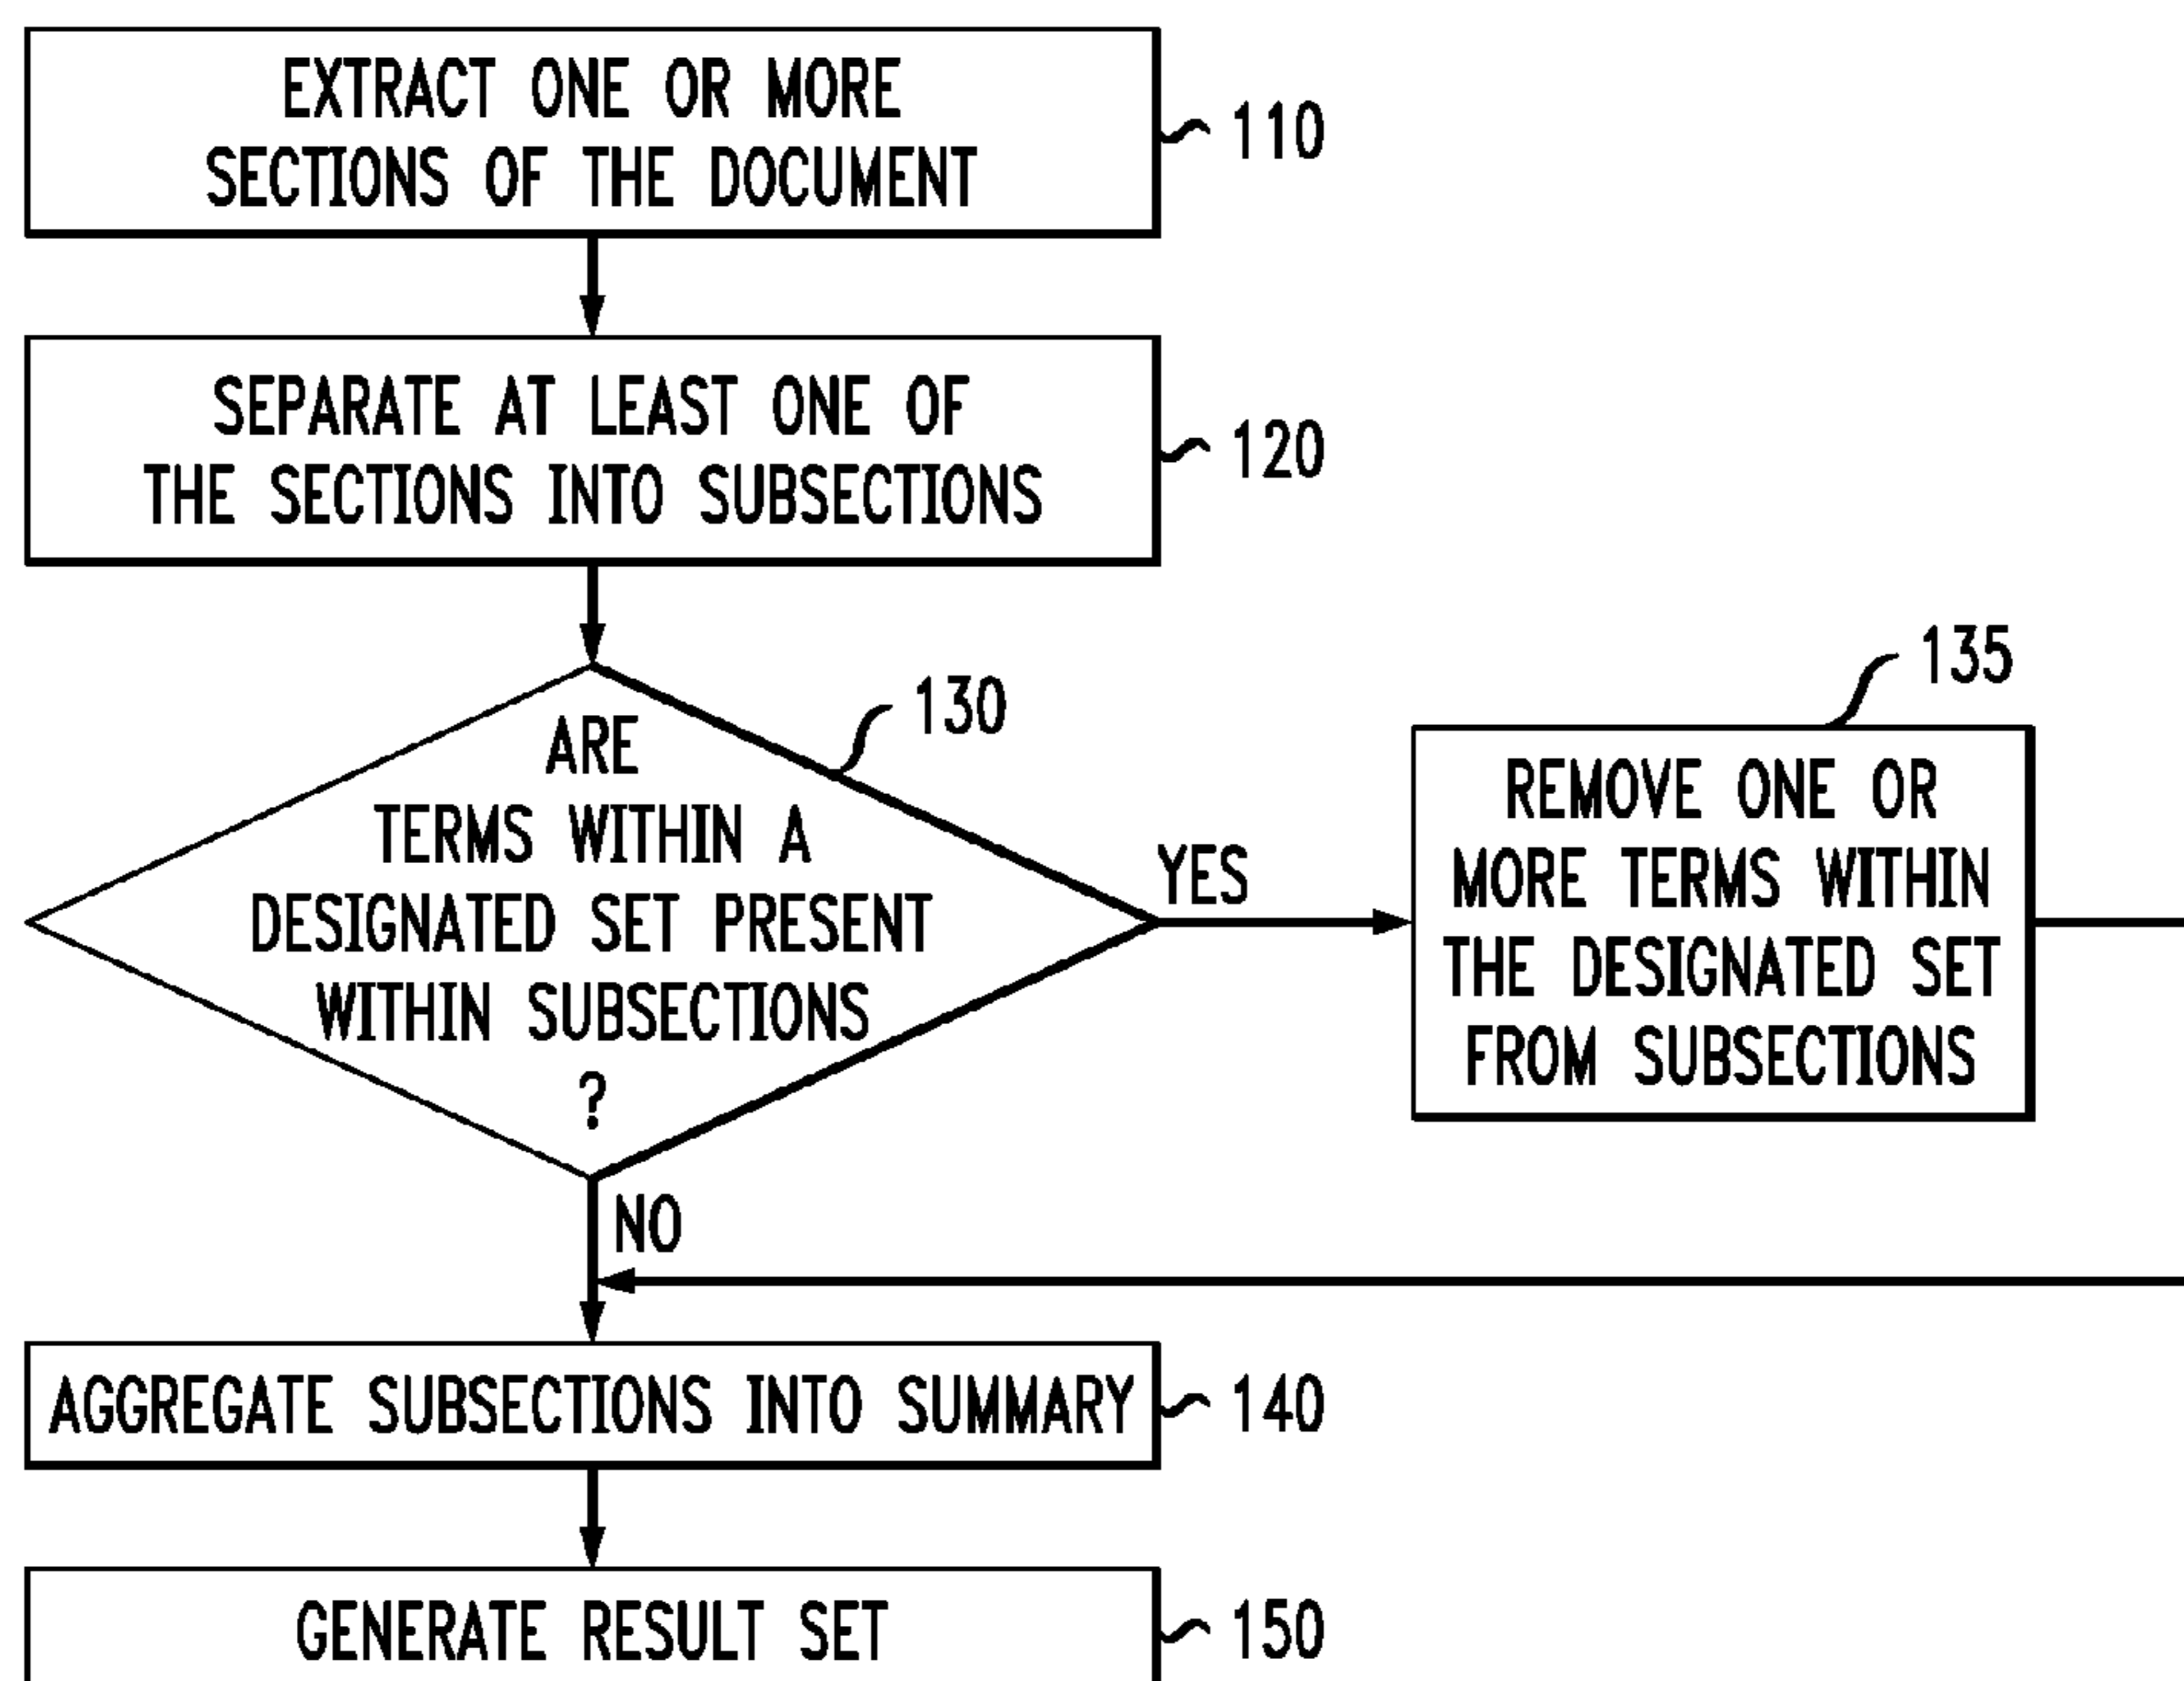 EXTRACT ONE OR MORE
SECTIONS OF THE DOCUMENT
110
SEPARATE AT LEAST ONE OF
THE SECTIONS INTO SUBSECTIONS
120
ARE
TERMS WITHIN A
DESIGNATED SET PRESENT
WITHIN SUBSECTIONS
?
130
YES
135
REMOVE ONE OR
MORE TERMS WITHIN
THE DESIGNATED SET
FROM SUBSECTIONS
NO
AGGREGATE SUBSECTIONS INTO SUMMARY
140
GENERATE RESULT SET
150